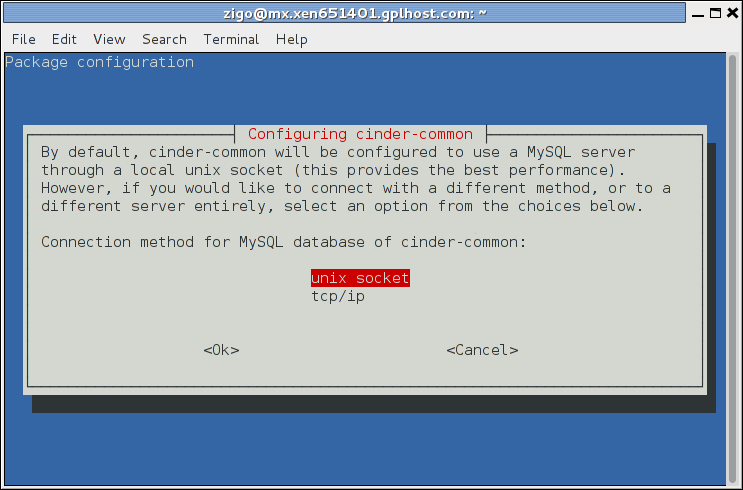 zigo@mx.xen651401.gplhost.com: ~
File Edit View Search Terminal Help
Package configuration
Configuring cinder-common
By default, cinder-common will be configured to use a MySQL server
through a local unix socket (this provides the best performance).
However, if you would like to connect with a different method, or to a
different server entirely, select an option from the choices below.
Connection method for MySQL database of cinder-common:
unix socket
tcp/ip
<Ok> <Cancel>